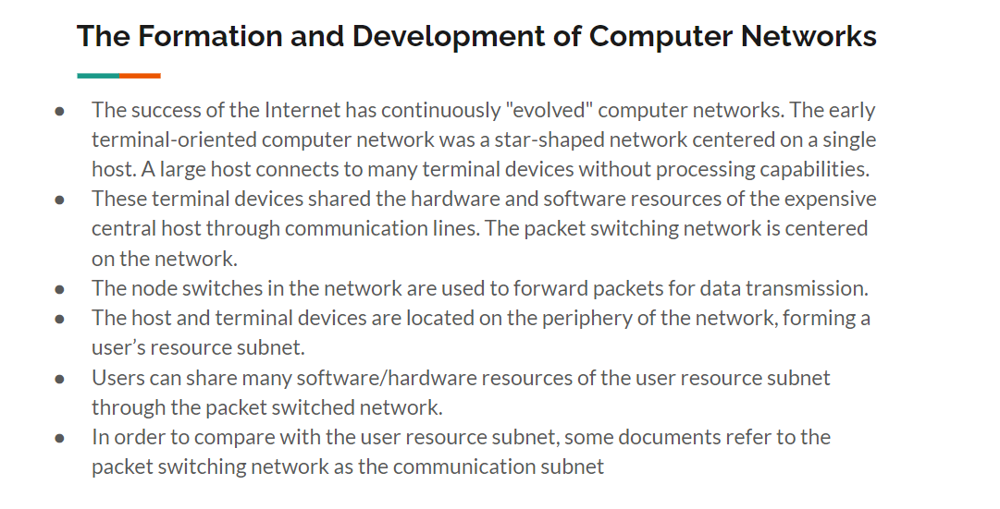 The Formation and Development of Computer Networks
● The success of the Internet has continuously "evolved" computer networks. The early
terminal-oriented computer network was a star-shaped network centered on a single
host. A large host connects to many terminal devices without processing capabilities.
● These terminal devices shared the hardware and software resources of the expensive
central host through communication lines. The packet switching network is centered
on the network.
● The node switches in the network are used to forward packets for data transmission.
● The host and terminal devices are located on the periphery of the network, forming a
user’s resource subnet.
● Users can share many software/hardware resources of the user resource subnet
through the packet switched network.
● In order to compare with the user resource subnet, some documents refer to the
packet switching network as the communication subnet